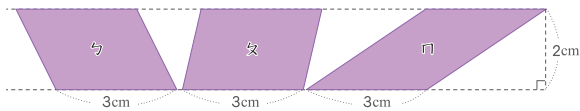 ㄅ ㄆ ㄇ
2cm
3cm 3cm 3cm